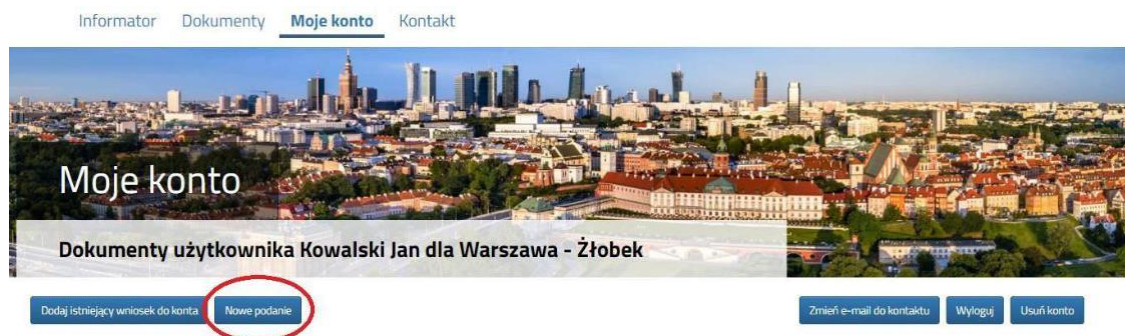 Informator Dokumenty Moje konto Kontakt
Moje konto
Dokumenty użytkownika Kowalski Jan dla Warszawa - Żłobek
Dodaj istniejący wniosek do konta Nowe podanie Zmień e-mail do kontaktu Wyloguj Usuń konto